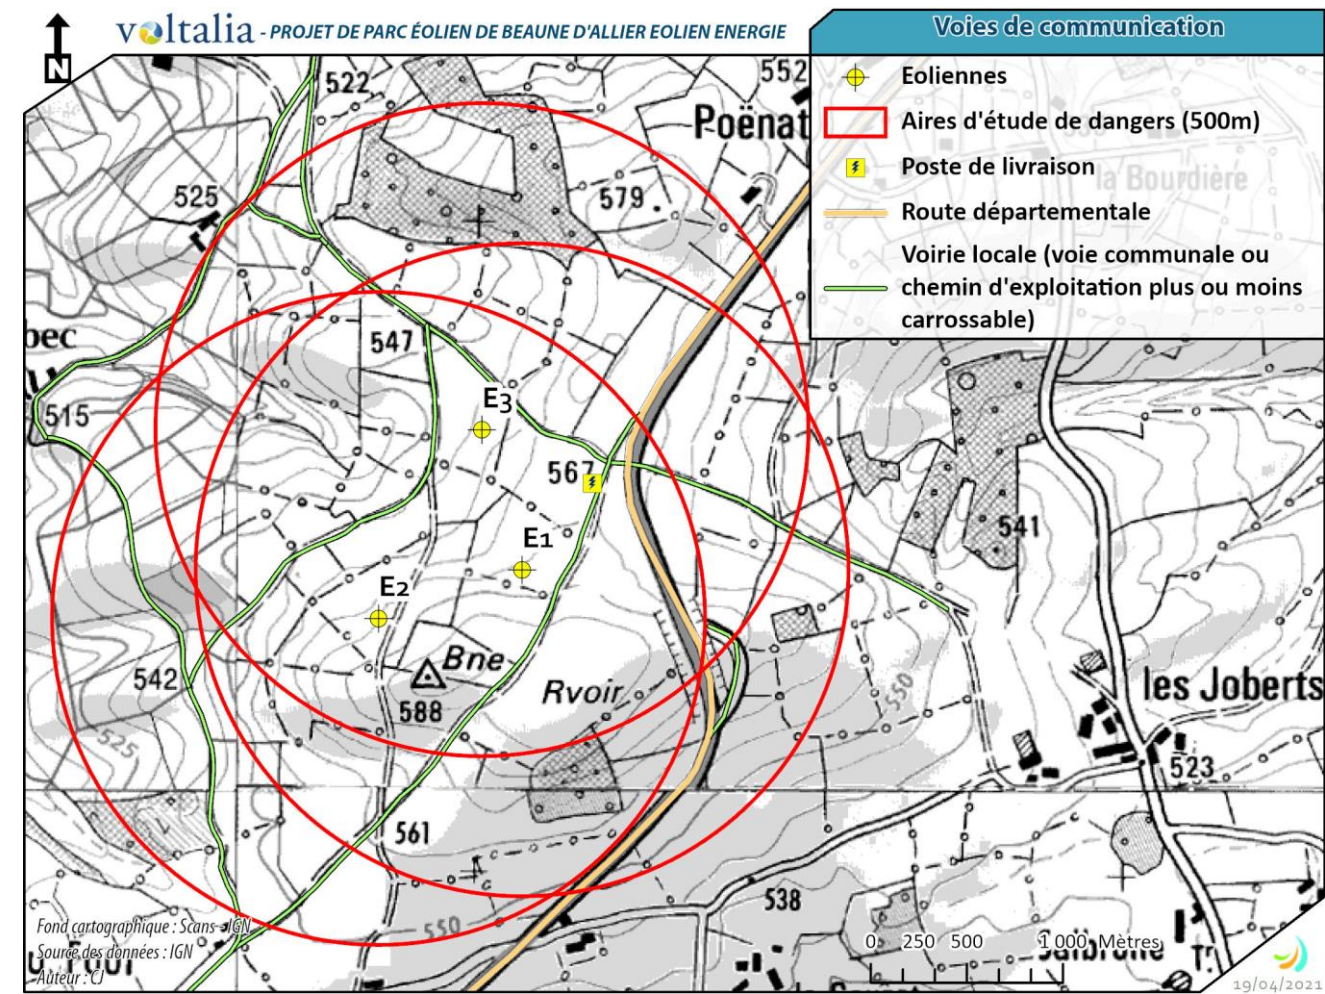 N
voltalia - PROJET DE PARC ÉOLIEN DE BEAUNE D'ALLIER EOLIEN ENERGIE
Voies de communication
Eoliennes
Aires d'étude de dangers (500m)
Poste de livraison
Route départementale
Voirie locale (voie communale ou
chemin d'exploitation plus ou moins
carrossable)
522
552
Poënat
la Bourdière
525
579
547
bec
515
E3
567
541
E1
E2
Bne
542
Rvoir
588
550
les Joberts
525
523
561
538
550
Fond cartographique : Scans - IGN
Source des données : IGN
Auteur : CJ
0 250 500 1 000 Mètres
19/04/2021